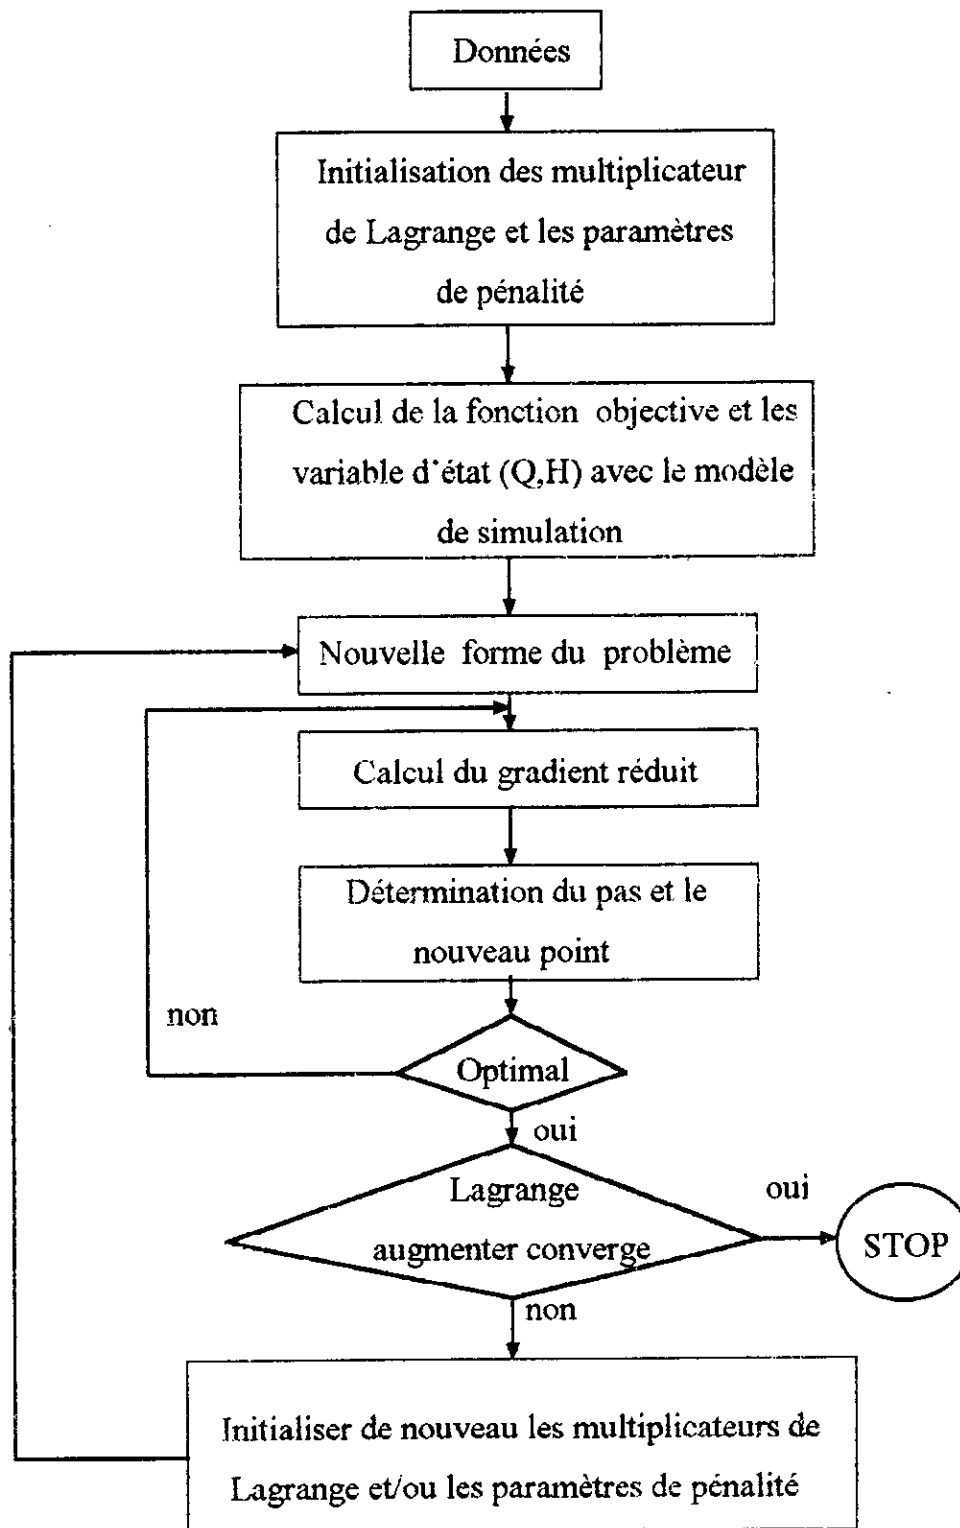 Données
Initialisation des multiplicateur
de Lagrange et les paramètres
de pénalité
Calcul de la fonction objective et les
variable d'état (Q,H) avec le modèle
de simulation
Nouvelle forme du problème
Calcul du gradient réduit
Détermination du pas et le
nouveau point
non
Optimal
oui
Lagrange
oui
augmenter converge
STOP
non
Initialiser de nouveau les multiplicateurs de
Lagrange et/ou les paramètres de pénalité